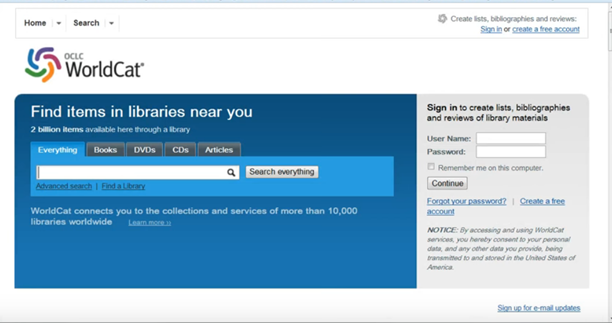 Home Search
Create lists, bibliographies and reviews:
Sign in or create a free account
OCLC
WorldCat®
Find items in libraries near you
2 billion items available here through a library
Everything Books DVDs CDs Articles
Search everything
Advanced search | Find a Library
WorldCat connects you to the collections and services of more than 10,000
libraries worldwide Learn more ››
Sign in to create lists, bibliographies
and reviews of library materials
User Name:
Password:
Remember me on this computer.
Continue
Forgot your password? | Create a free
account
NOTICE: By accessing and using WorldCat
services, you hereby consent to your personal
data, and any other data you provide, being
transmitted to and stored in the United States of
America.
Sign up for e-mail updates